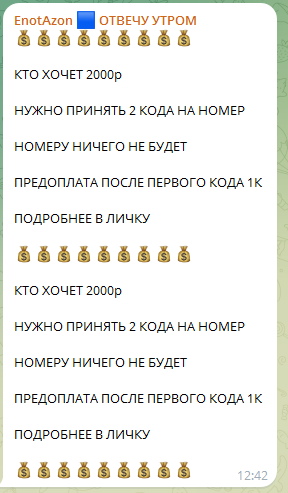 EnotAzon 🟦 ОТВЕЧУ УТРОМ
💰💰💰💰💰💰💰💰💰
КТО ХОЧЕТ 2000р
НУЖНО ПРИНЯТЬ 2 КОДА НА НОМЕР
НОМЕРУ НИЧЕГО НЕ БУДЕТ
ПРЕДОПЛАТА ПОСЛЕ ПЕРВОГО КОДА 1К
ПОДРОБНЕЕ В ЛИЧКУ
💰💰💰💰💰💰💰💰💰
КТО ХОЧЕТ 2000р
НУЖНО ПРИНЯТЬ 2 КОДА НА НОМЕР
НОМЕРУ НИЧЕГО НЕ БУДЕТ
ПРЕДОПЛАТА ПОСЛЕ ПЕРВОГО КОДА 1К
ПОДРОБНЕЕ В ЛИЧКУ
💰💰💰💰💰💰💰💰💰 12:42